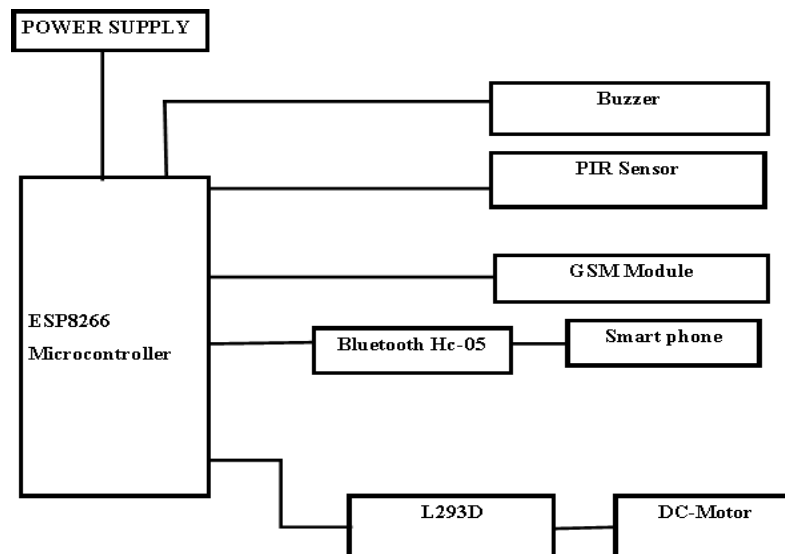 POWER SUPPLY
Buzzer
PIR Sensor
GSM Module
ESP8266
Microcontroller
Bluetooth Hc-05
Smart phone
L293D
DC-Motor